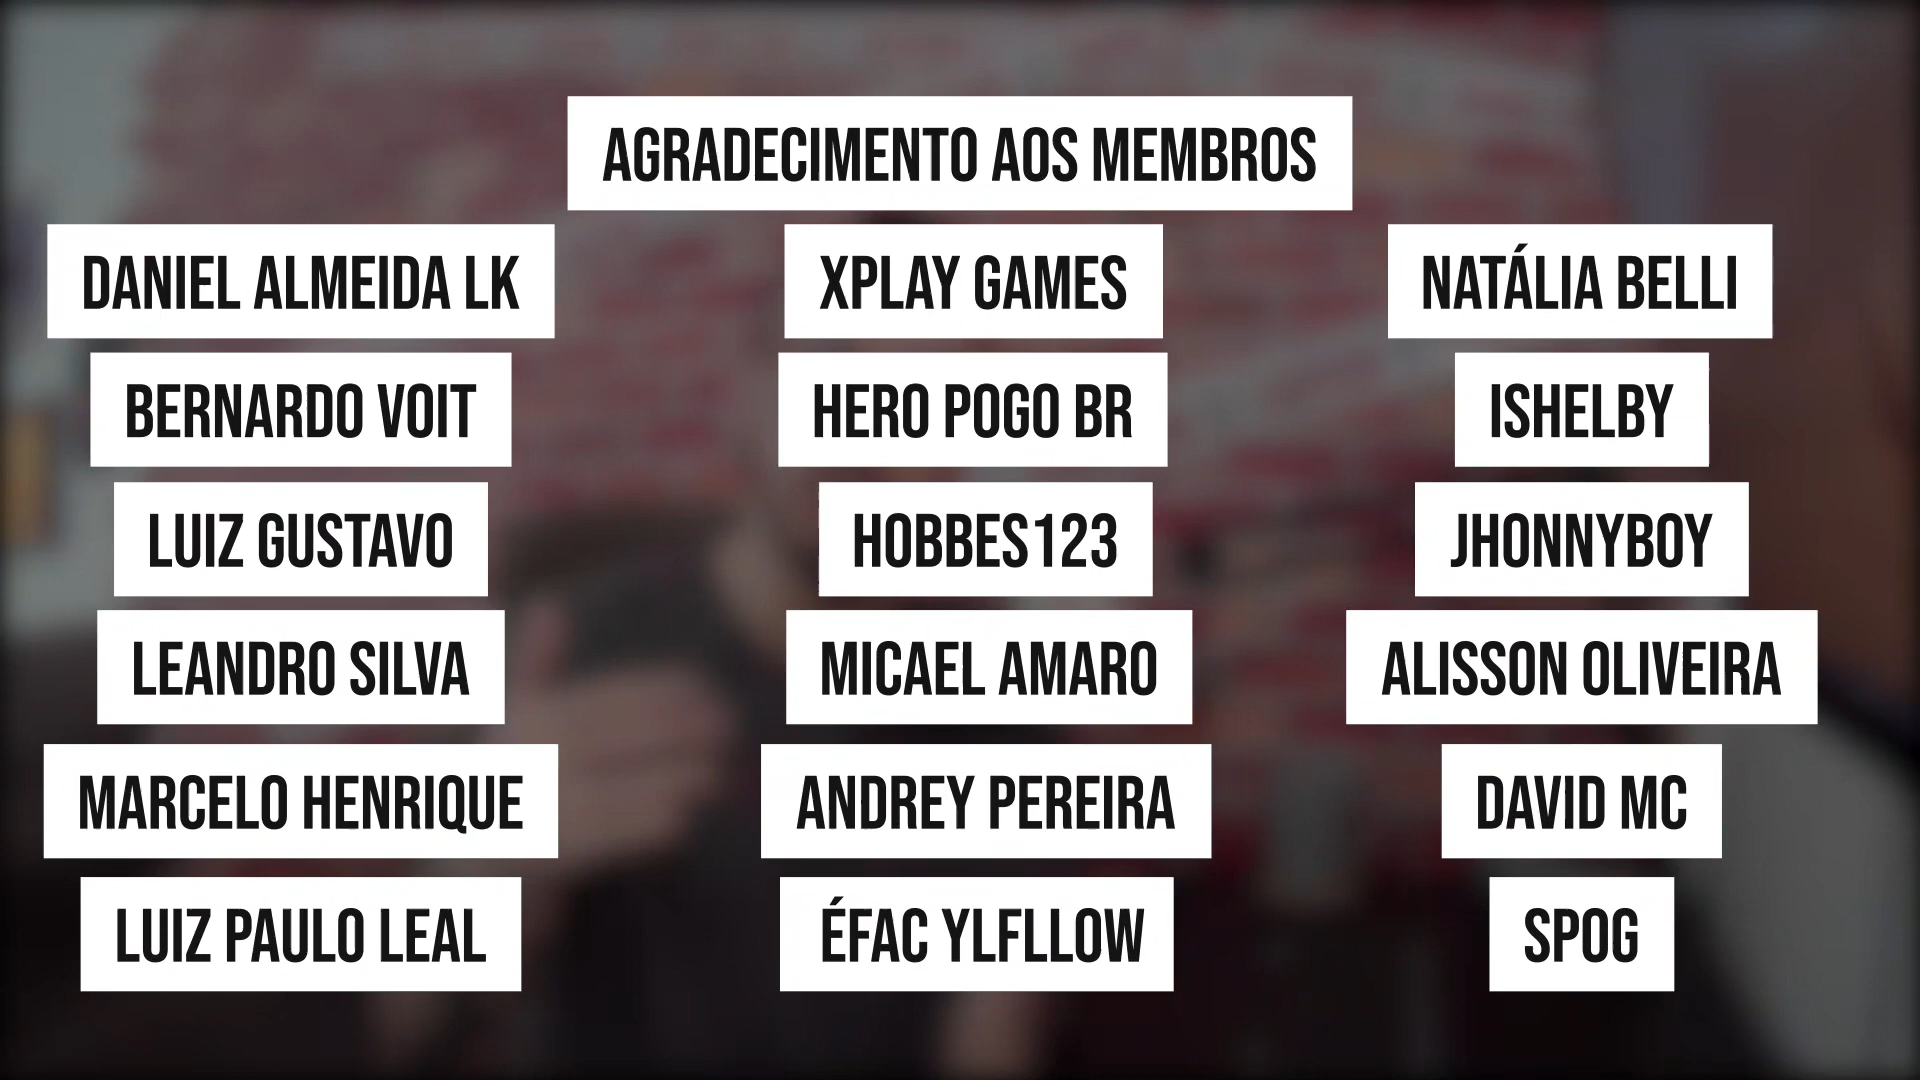 AGRADECIMENTO AOS MEMBROS
DANIEL ALMEIDA LK
XPLAY GAMES
NATÁLIA BELLI
BERNARDO VOIT
HERO POGO BR
ISHELBY
LUIZ GUSTAVO
HOBBES123
JHONNYBOY
LEANDRO SILVA
MICAEL AMARO
ALISSON OLIVEIRA
MARCELO HENRIQUE
ANDREY PEREIRA
DAVID MC
LUIZ PAULO LEAL
ÉFAC YLFLLOW
SPOG